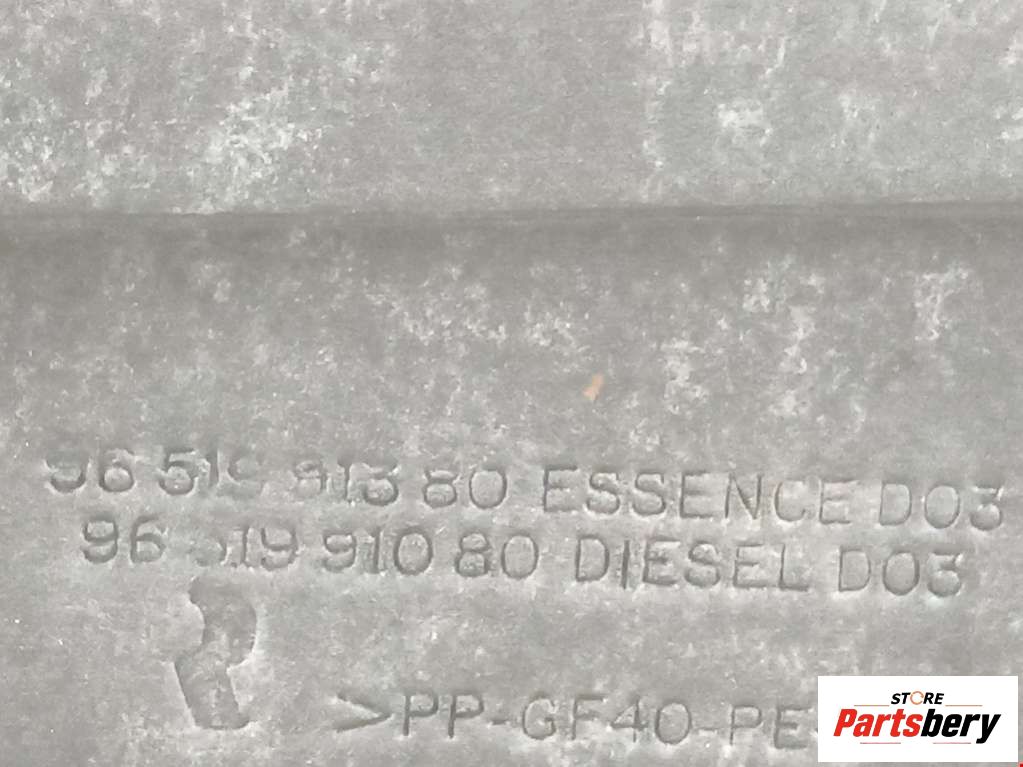 96 519 913 80 ESSENCE D03
96 519 910 80 DIESEL D03
>PP-GF40-PE
STORE
Partsbery